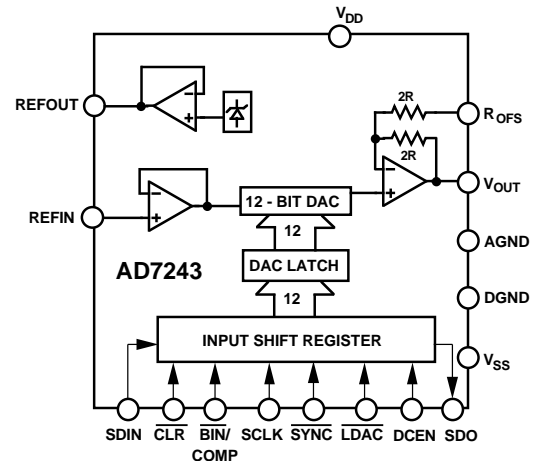 VDD
2R
REFOUT
ROFS
2R
12 - BIT DAC
VOUT
REFIN
12
AGND
AD7243
DAC LATCH
12
DGND
INPUT SHIFT REGISTER
VSS
SDIN CLR BIN/ SCLK SYNC LDAC DCEN SDO
COMP